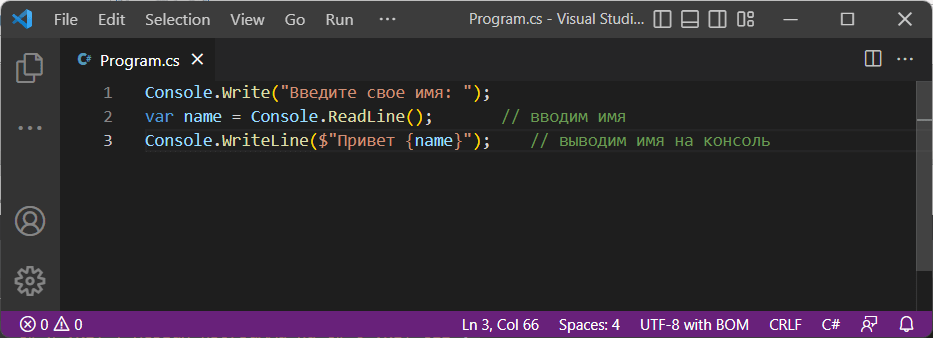 File Edit Selection View Go Run ··· Program.cs - Visual Studi...
C# Program.cs
1 Console.Write("Введите свое имя: ");
2 var name = Console.ReadLine(); // вводим имя
3 Console.WriteLine($"Привет {name}"); // выводим имя на консоль
0 0 Ln 3, Col 66 Spaces: 4 UTF-8 with BOM CRLF C#